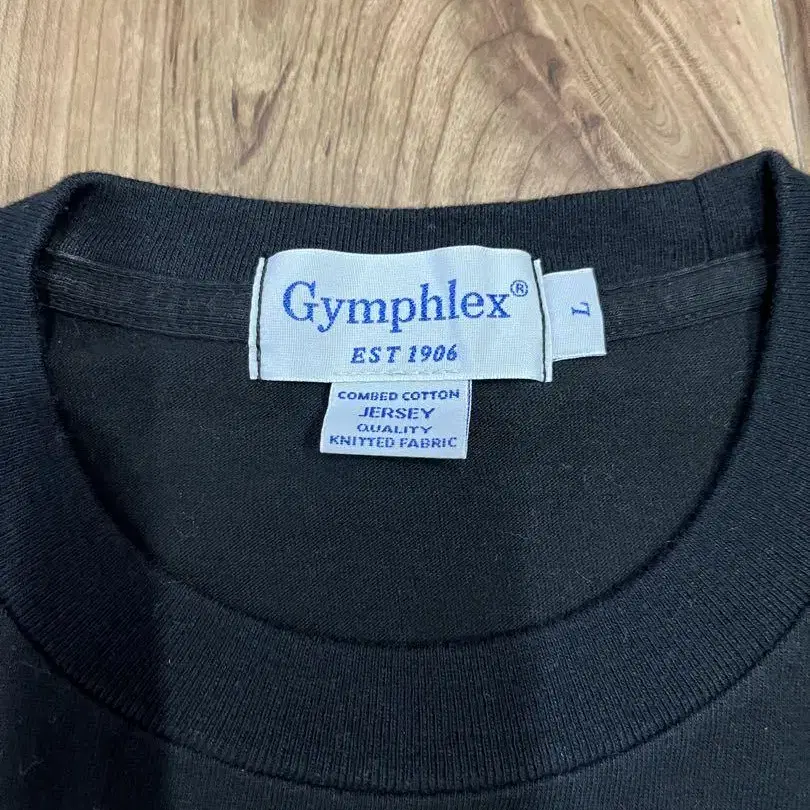 Gymphlex®
EST 1906
L
COMBED COTTON
JERSEY
QUALITY
KNITTED FABRIC